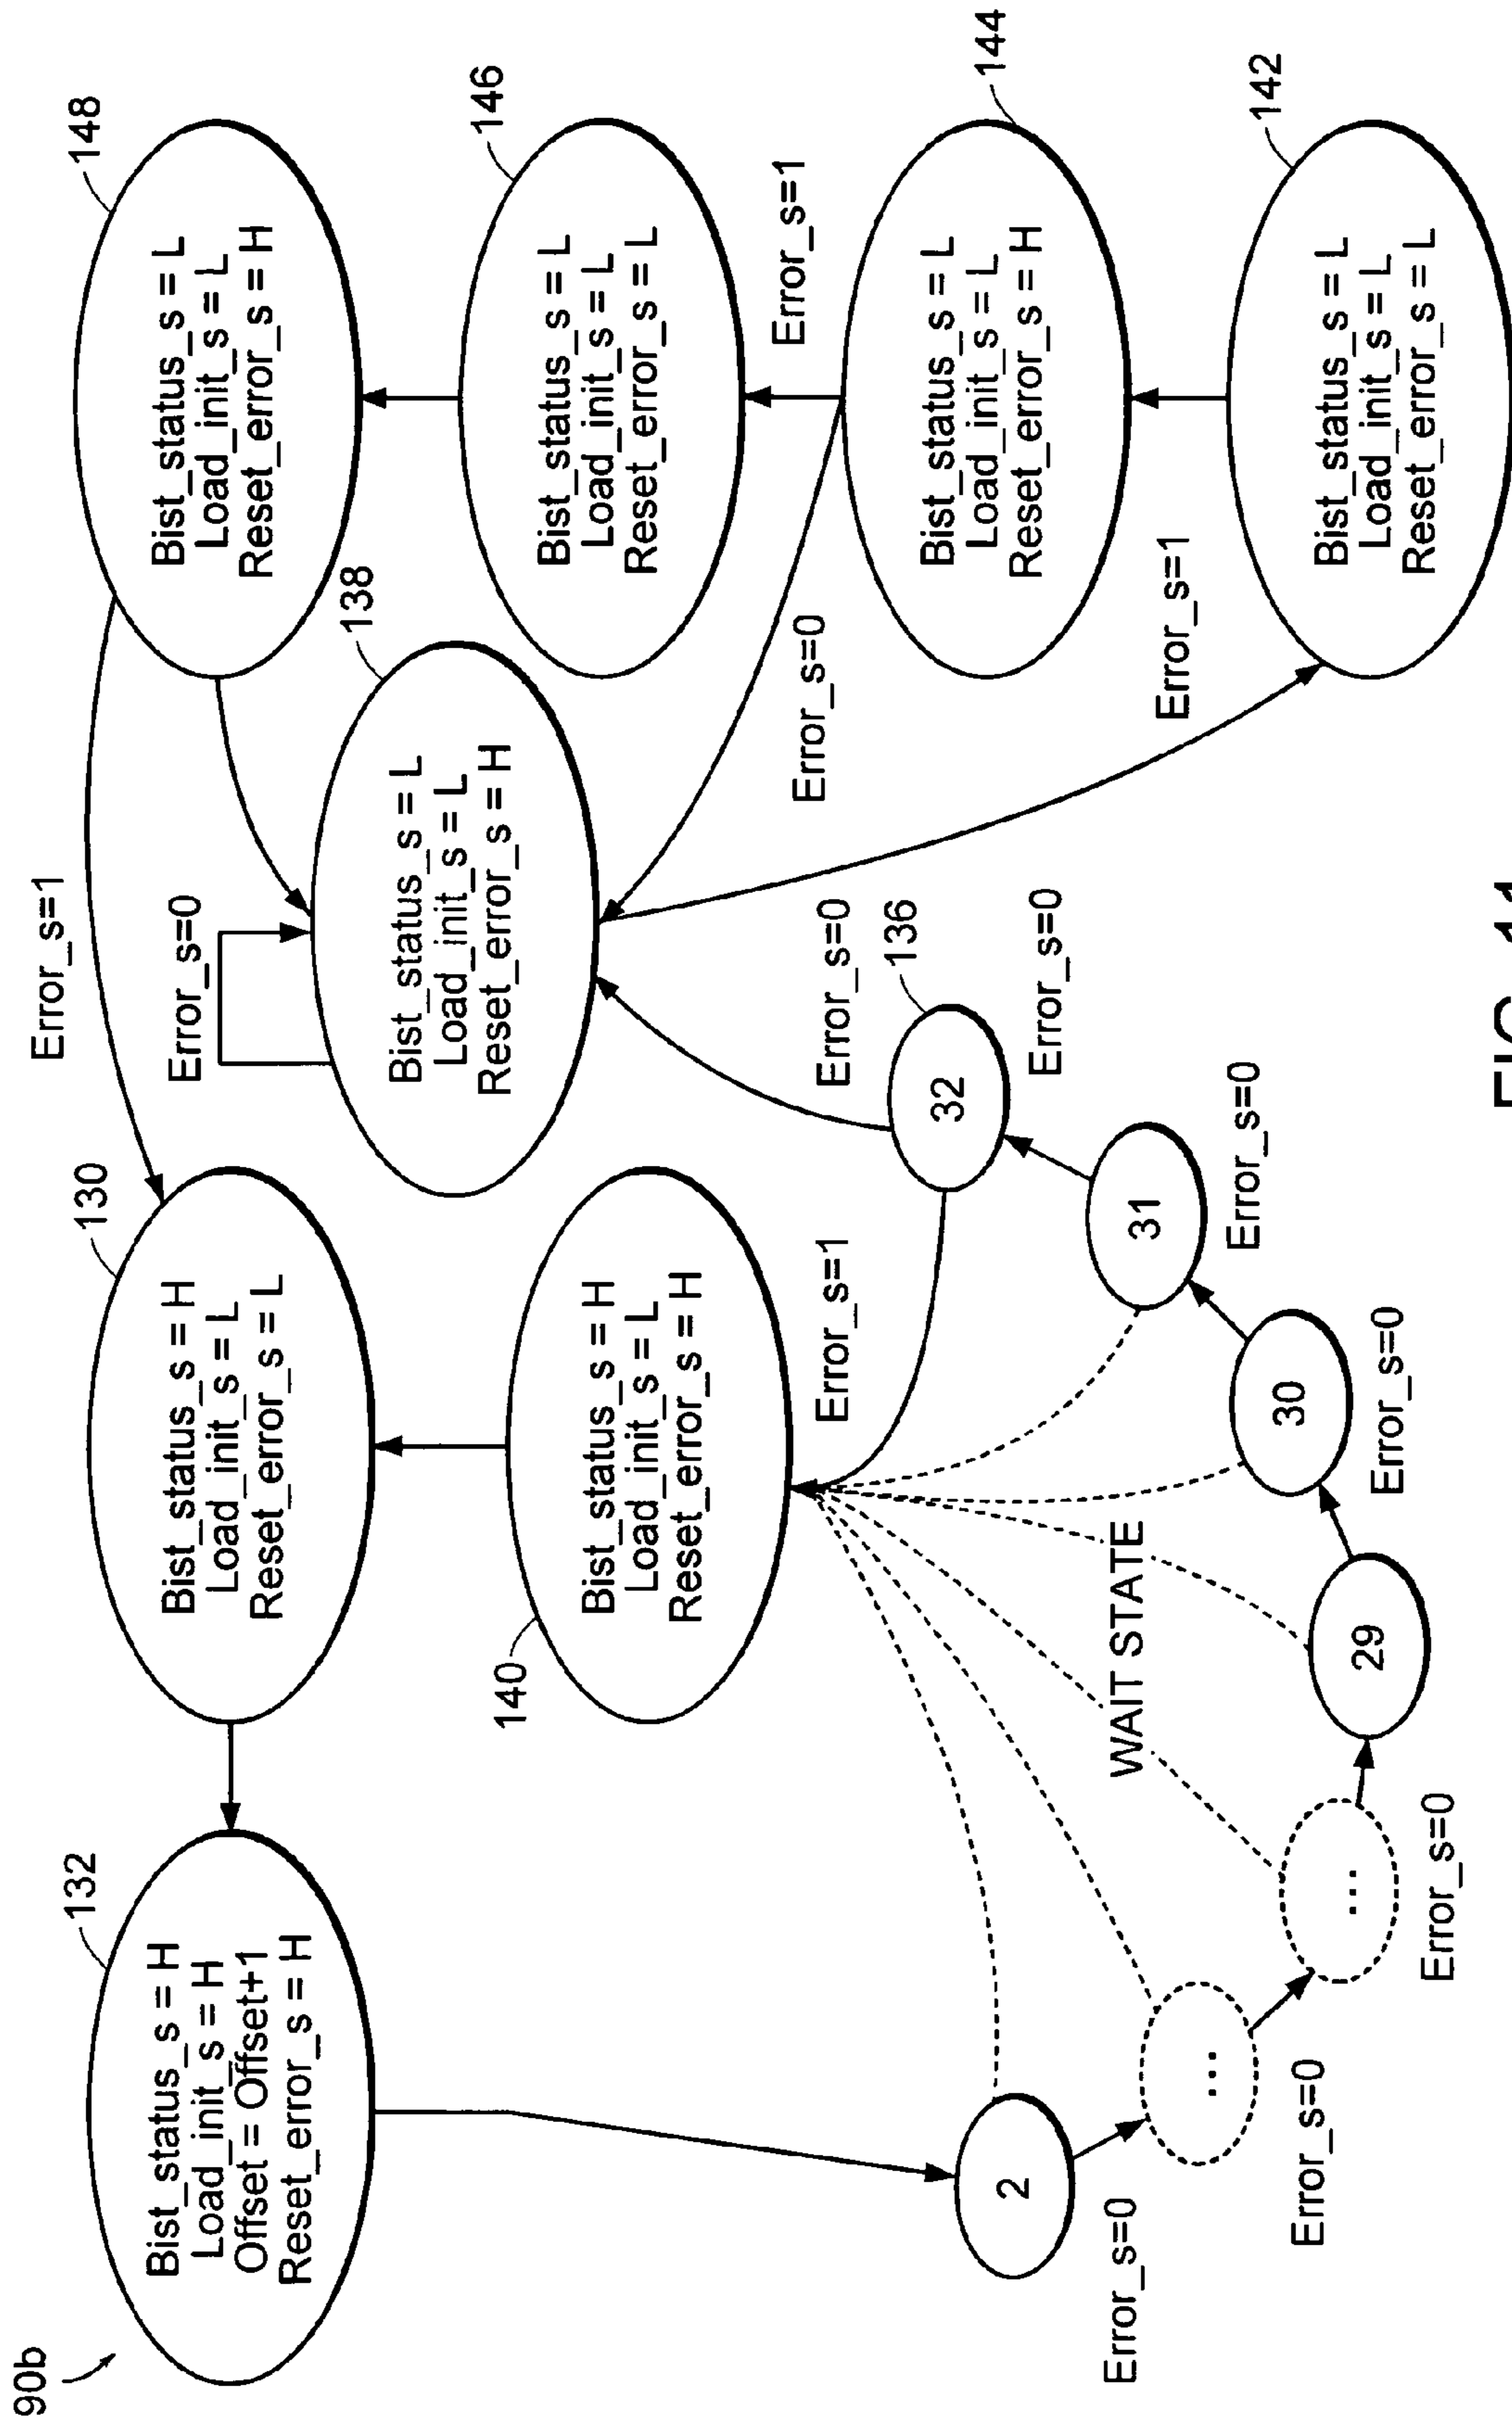 90b
132
Bist_status_s = H
Load_init_s = H
Offset = Offset+1
Reset_error_s = H
130
Bist_status_s = H
Load_init_s = L
Reset_error_s = L
Error_s=1
148
Bist_status_s = L
Load_init_s = L
Reset_error_s = H
Error_s=0
138
Bist_status_s = L
Load_init_s = L
Reset_error_s = H
146
Bist_status_s = L
Load_init_s = L
Reset_error_s = L
140
Bist_status_s = H
Load_init_s = L
Reset_error_s = H
Error_s=1
Error_s=1
Error_s=0
Error_s=0
144
Bist_status_s = L
Load_init_s = L
Reset_error_s = H
136
2
32
Error_s=0
Error_s=0
WAIT STATE
31
Error_s=1
...
Error_s=0
30
142
Bist_status_s = L
Load_init_s = L
Reset_error_s = L
Error_s=0
...
29
Error_s=0
Error_s=0
FIG. 11